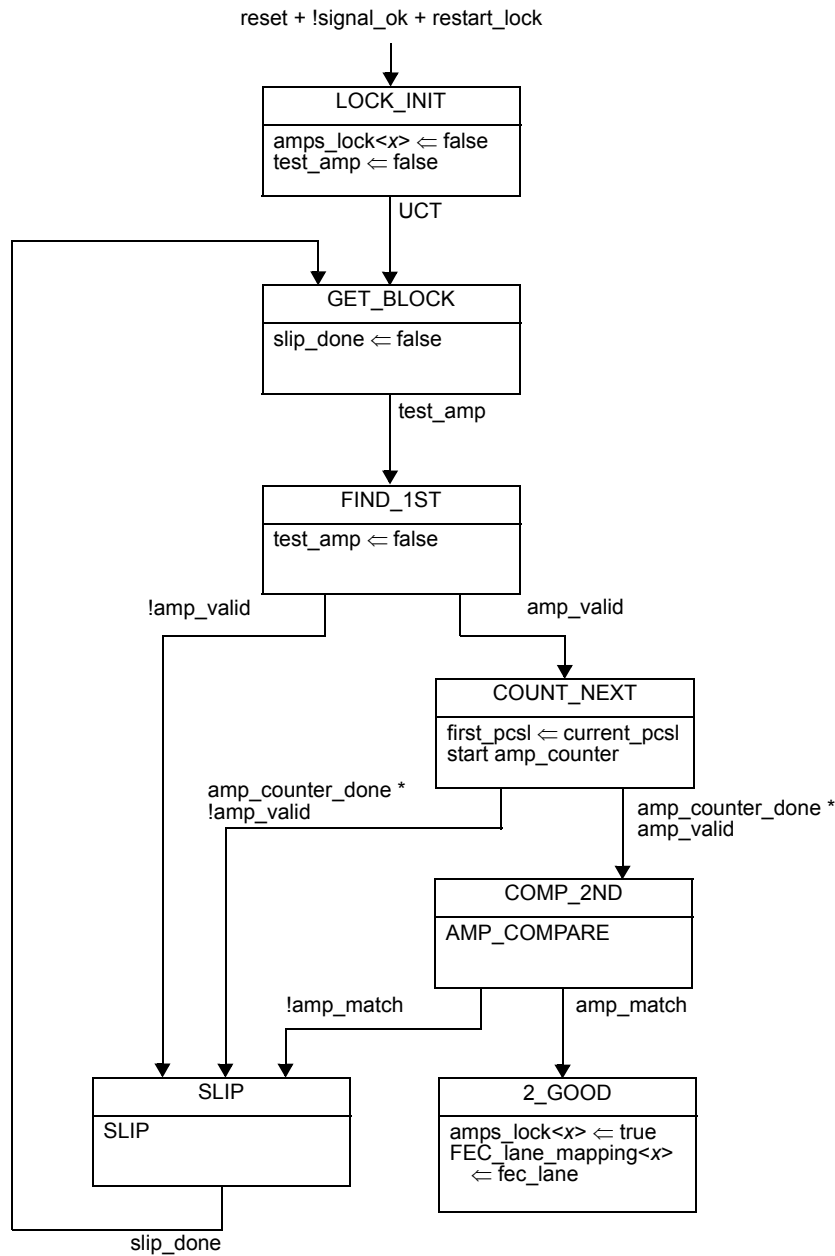 reset + !signal_ok + restart_lock
LOCK_INIT
amps_lock<x> ⇐ false
test_amp ⇐ false
UCT
GET_BLOCK
slip_done ⇐ false
test_amp
FIND_1ST
test_amp ⇐ false
!amp_valid
amp_valid
COUNT_NEXT
first_pcsl ⇐ current_pcsl
start amp_counter
amp_counter_done *
!amp_valid
amp_counter_done *
amp_valid
COMP_2ND
AMP_COMPARE
!amp_match
amp_match
SLIP
SLIP
2_GOOD
amps_lock<x> ⇐ true
FEC_lane_mapping<x>
⇐ fec_lane
slip_done